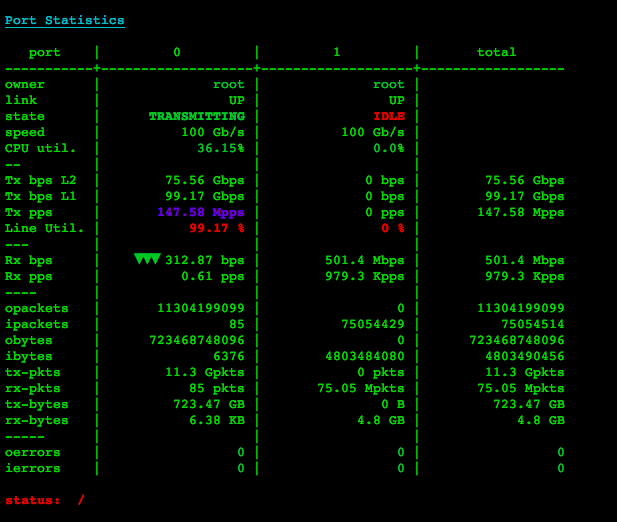 Port Statistics
port | 0 | 1 | total
-----------+--------------------+--------------------+------------------
owner | root | root |
link | UP | UP |
state | TRANSMITTING | IDLE |
speed | 100 Gb/s | 100 Gb/s |
CPU util. | 36.15% | 0.0% |
-- | | |
Tx bps L2 | 75.56 Gbps | 0 bps | 75.56 Gbps
Tx bps L1 | 99.17 Gbps | 0 bps | 99.17 Gbps
Tx pps | 147.58 Mpps | 0 pps | 147.58 Mpps
Line Util. | 99.17 % | 0 % |
--- | | |
Rx bps | ▼▼▼ 312.87 bps | 501.4 Mbps | 501.4 Mbps
Rx pps | 0.61 pps | 979.3 Kpps | 979.3 Kpps
---- | | |
opackets | 11304199099 | 0 | 11304199099
ipackets | 85 | 75054429 | 75054514
obytes | 723468748096 | 0 | 723468748096
ibytes | 6376 | 4803484080 | 4803490456
tx-pkts | 11.3 Gpkts | 0 pkts | 11.3 Gpkts
rx-pkts | 85 pkts | 75.05 Mpkts | 75.05 Mpkts
tx-bytes | 723.47 GB | 0 B | 723.47 GB
rx-bytes | 6.38 KB | 4.8 GB | 4.8 GB
----- | | |
oerrors | 0 | 0 | 0
ierrors | 0 | 0 | 0
status: /